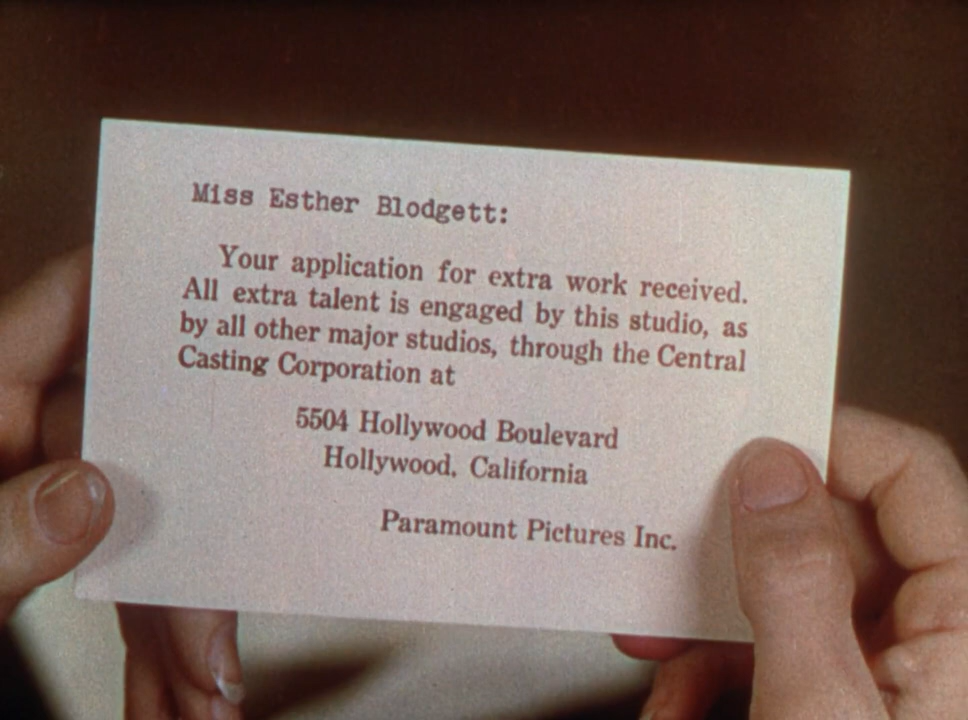 Miss Esther Blodgett:
Your application for extra work received.
All extra talent is engaged by this studio, as
by all other major studios, through the Central
Casting Corporation at
5504 Hollywood Boulevard
Hollywood, California
Paramount Pictures Inc.